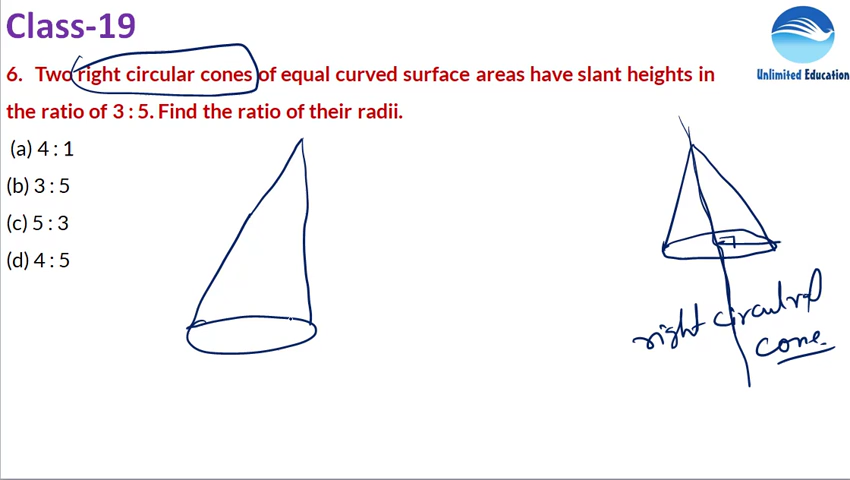 Class-19
Unlimited Education
6. Two right circular cones of equal curved surface areas have slant heights in
the ratio of 3 : 5. Find the ratio of their radii.
(a) 4 : 1
(b) 3 : 5
(c) 5 : 3
(d) 4 : 5
right circular
cone.